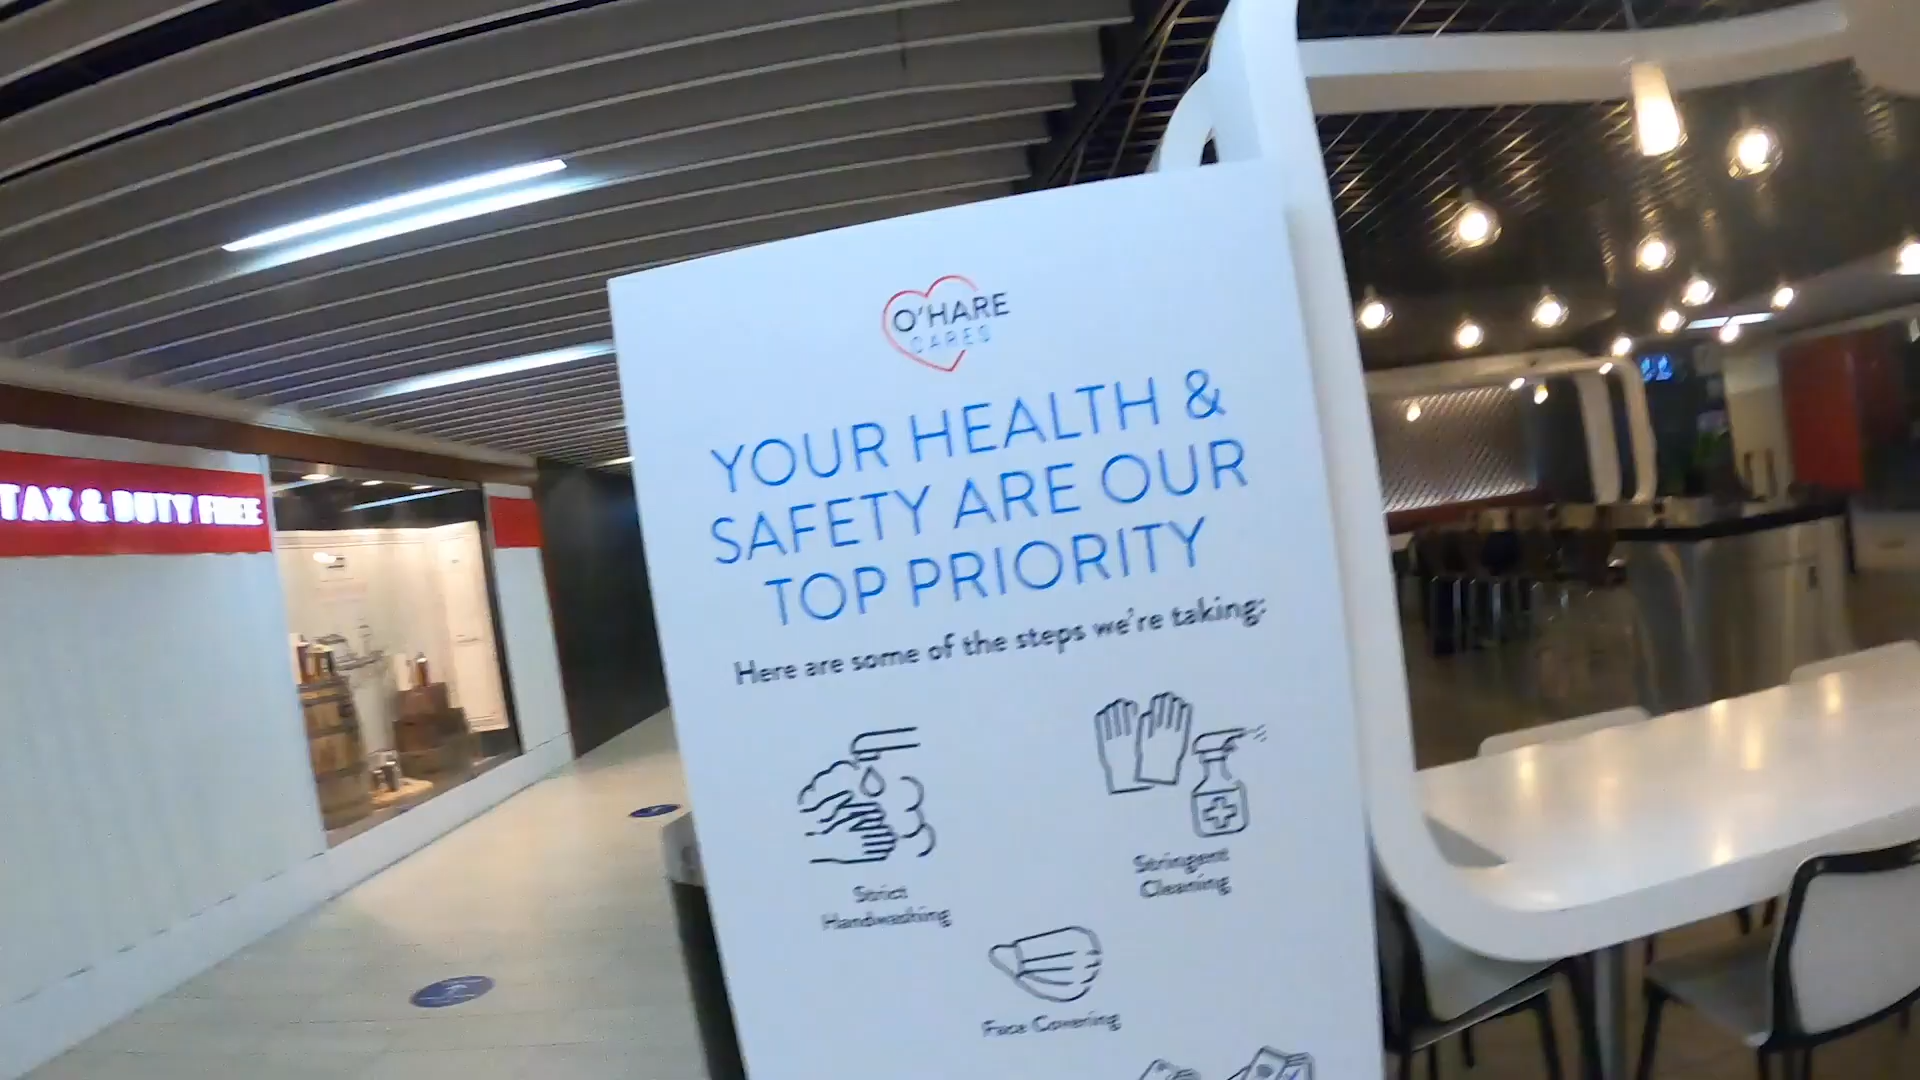 TAX & DUTY FREE
O'HARE
CARES
YOUR HEALTH &
SAFETY ARE OUR
TOP PRIORITY
Here are some of the steps we're taking:
Strict
Handwashing
Stringent
Cleaning
Face Covering